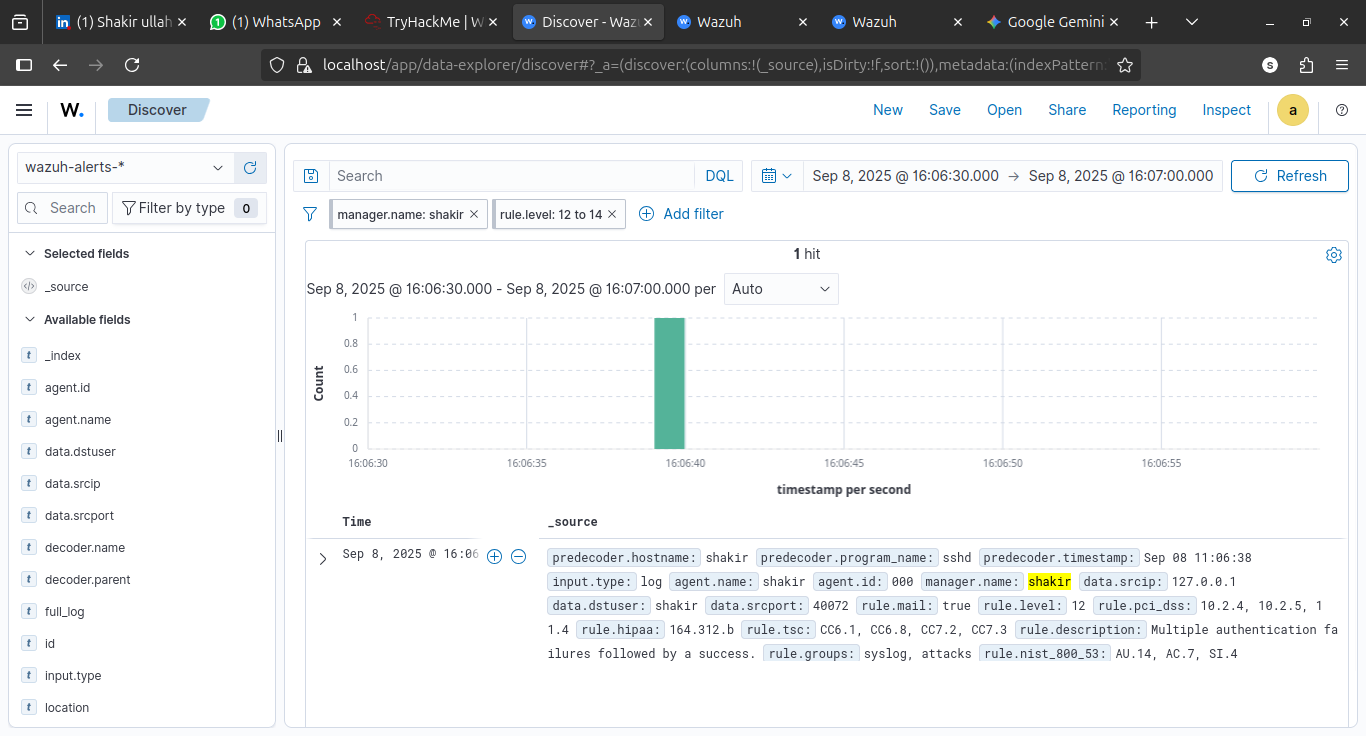 (1) Shakir ullah
(1) WhatsApp
TryHackMe | W
Discover - Wazu
Wazuh
Wazuh
Google Gemini
localhost/app/data-explorer/discover#?_a=(discover:(columns:!(_source),isDirty:!f,sort:!()),metadata:(indexPattern:
S
W. Discover New Save Open Share Reporting Inspect a
wazuh-alerts-*
Search
Filter by type 0
Selected fields
_source
Available fields
t _index
t agent.id
t agent.name
t data.dstuser
t data.srcip
t data.srcport
t decoder.name
t decoder.parent
t full_log
t id
t input.type
t location
Search DQL Sep 8, 2025 @ 16:06:30.000 → Sep 8, 2025 @ 16:07:00.000 Refresh
manager.name: shakir × rule.level: 12 to 14 × Add filter
1 hit
Sep 8, 2025 @ 16:06:30.000 - Sep 8, 2025 @ 16:07:00.000 per Auto
Count
1
0.8
0.6
0.4
0.2
0
16:06:30 16:06:35 16:06:40 16:06:45 16:06:50 16:06:55
timestamp per second
Time _source
Sep 8, 2025 @ 16:06
predecoder.hostname: shakir predecoder.program_name: sshd predecoder.timestamp: Sep 08 11:06:38
input.type: log agent.name: shakir agent.id: 000 manager.name: shakir data.srcip: 127.0.0.1
data.dstuser: shakir data.srcport: 40072 rule.mail: true rule.level: 12 rule.pci_dss: 10.2.4, 10.2.5, 1
1.4 rule.hipaa: 164.312.b rule.tsc: CC6.1, CC6.8, CC7.2, CC7.3 rule.description: Multiple authentication fa
ilures followed by a success. rule.groups: syslog, attacks rule.nist_800_53: AU.14, AC.7, SI.4